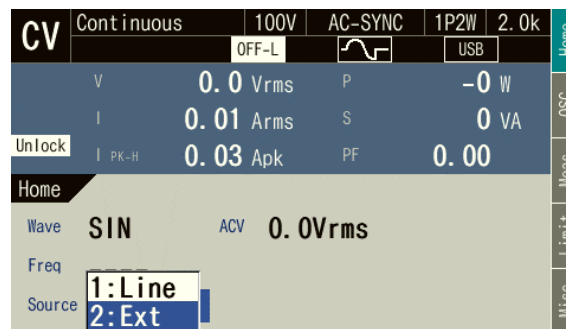 CV Continuous 100V AC-SYNC 1P2W 2.0k
OFF-L USB
V 0.0 Vrms P -0 W
I 0.01 Arms S 0 VA
Unlock I PK-H 0.03 Apk PF 0.00
Home
Wave SIN ACV 0.0Vrms
Freq ----
1:Line
Source 2:Ext
Home
OSC
Meas
Limit
Misc